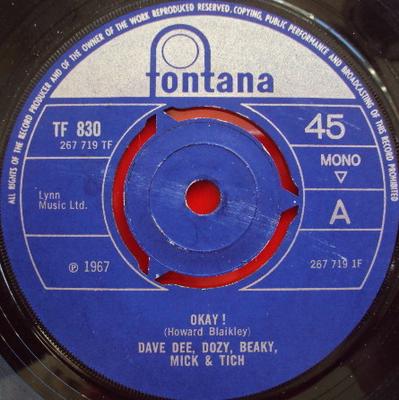 ALL RIGHTS OF THE RECORD PRODUCER AND OF THE OWNER OF THE WORK REPRODUCED RESERVED. COPYING, PUBLIC PERFORMANCE AND BROADCASTING OF THIS RECORD PROHIBITED
fontana
TF 830
267 719 TF
45
MONO
Lynn
Music Ltd.
A
℗ 1967
267 719 1F
OKAY!
(Howard Blaikley)
DAVE DEE, DOZY, BEAKY,
MICK & TICH